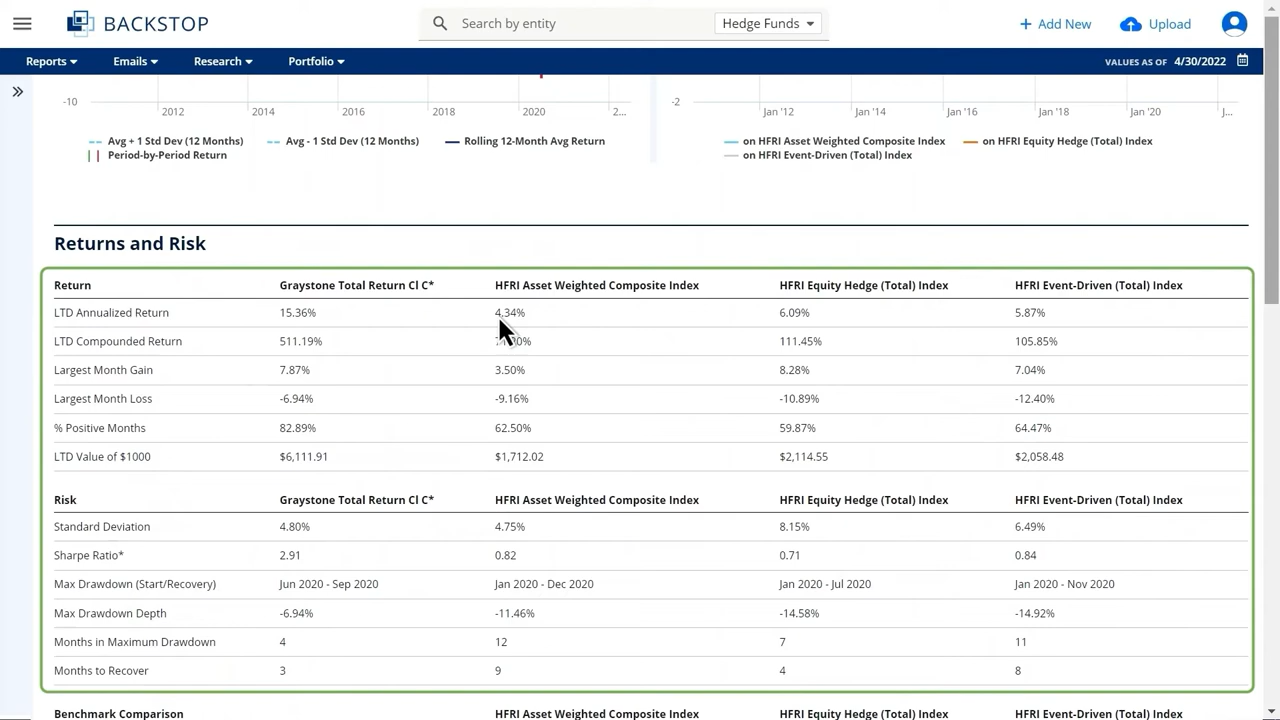 BACKSTOP
Search by entity
Hedge Funds
Add New
Upload
Reports
Emails
Research
Portfolio
VALUES AS OF 4/30/2022
-10
2012 2014 2016 2018 2020 2...
Avg + 1 Std Dev (12 Months) Avg - 1 Std Dev (12 Months) Rolling 12-Month Avg Return
Period-by-Period Return
-2
Jan '12 Jan '14 Jan '16 Jan '18 Jan '20 J...
on HFRI Asset Weighted Composite Index on HFRI Equity Hedge (Total) Index
on HFRI Event-Driven (Total) Index
Returns and Risk
Return Graystone Total Return Cl C* HFRI Asset Weighted Composite Index HFRI Equity Hedge (Total) Index HFRI Event-Driven (Total) Index
LTD Annualized Return 15.36% 4.34% 6.09% 5.87%
LTD Compounded Return 511.19% 111.45% 105.85%
Largest Month Gain 7.87% 3.50% 8.28% 7.04%
Largest Month Loss -6.94% -9.16% -10.89% -12.40%
% Positive Months 82.89% 62.50% 59.87% 64.47%
LTD Value of $1000 $6,111.91 $1,712.02 $2,114.55 $2,058.48
Risk Graystone Total Return Cl C* HFRI Asset Weighted Composite Index HFRI Equity Hedge (Total) Index HFRI Event-Driven (Total) Index
Standard Deviation 4.80% 4.75% 8.15% 6.49%
Sharpe Ratio* 2.91 0.82 0.71 0.84
Max Drawdown (Start/Recovery) Jun 2020 - Sep 2020 Jan 2020 - Dec 2020 Jan 2020 - Jul 2020 Jan 2020 - Nov 2020
Max Drawdown Depth -6.94% -11.46% -14.58% -14.92%
Months in Maximum Drawdown 4 12 7 11
Months to Recover 3 9 4 8
Benchmark Comparison HFRI Asset Weighted Composite Index HFRI Equity Hedge (Total) Index HFRI Event-Driven (Total) Index